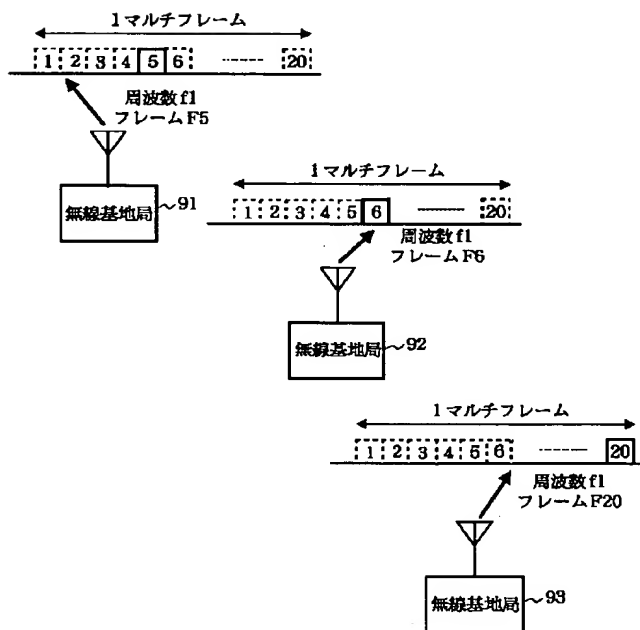 1マルチフレーム
1 2 3 4 5 6 20
周波数f1
フレームF5
無線基地局 91
1マルチフレーム
1 2 3 4 5 6 20
周波数f1
フレームF6
無線基地局 92
1マルチフレーム
1 2 3 4 5 6 20
周波数f1
フレームF20
無線基地局 93